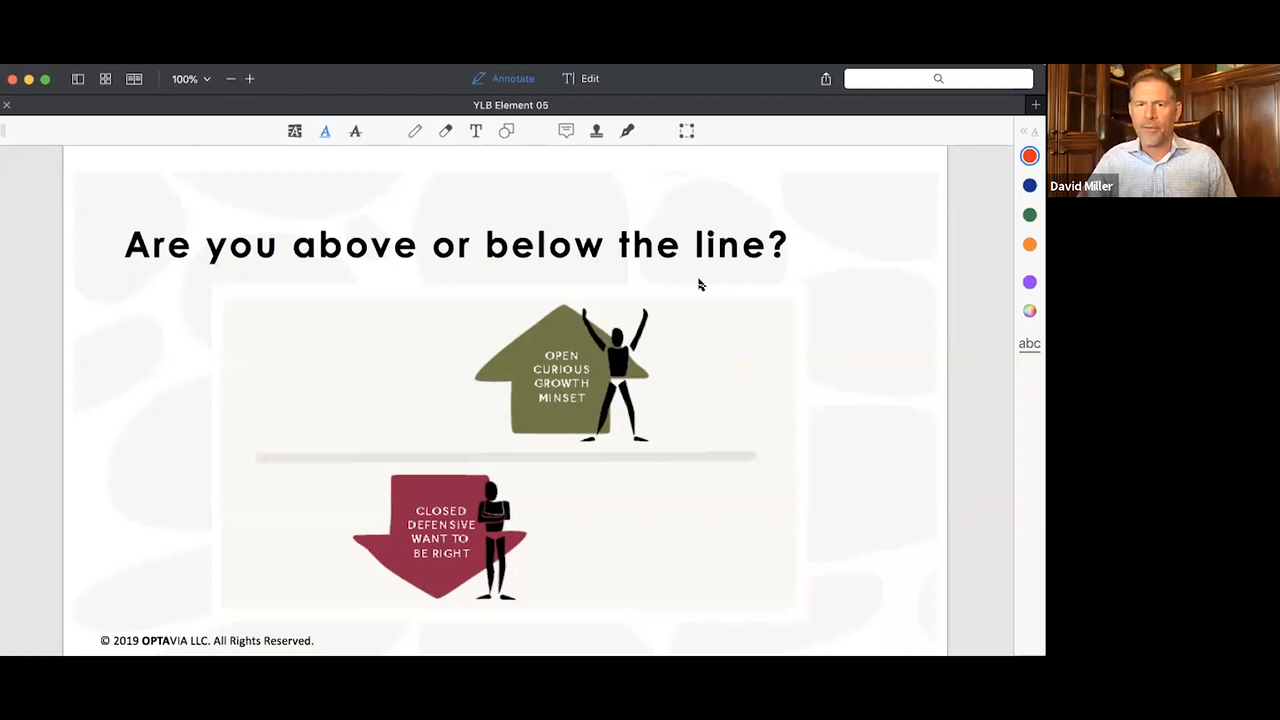 100%
Annotate
T Edit
YLB Element 05
A A A T
A
David Miller
Are you above or below the line?
OPEN
CURIOUS
GROWTH
MINSET
CLOSED
DEFENSIVE
WANT TO
BE RIGHT
abc
© 2019 OPTAVIA LLC. All Rights Reserved.